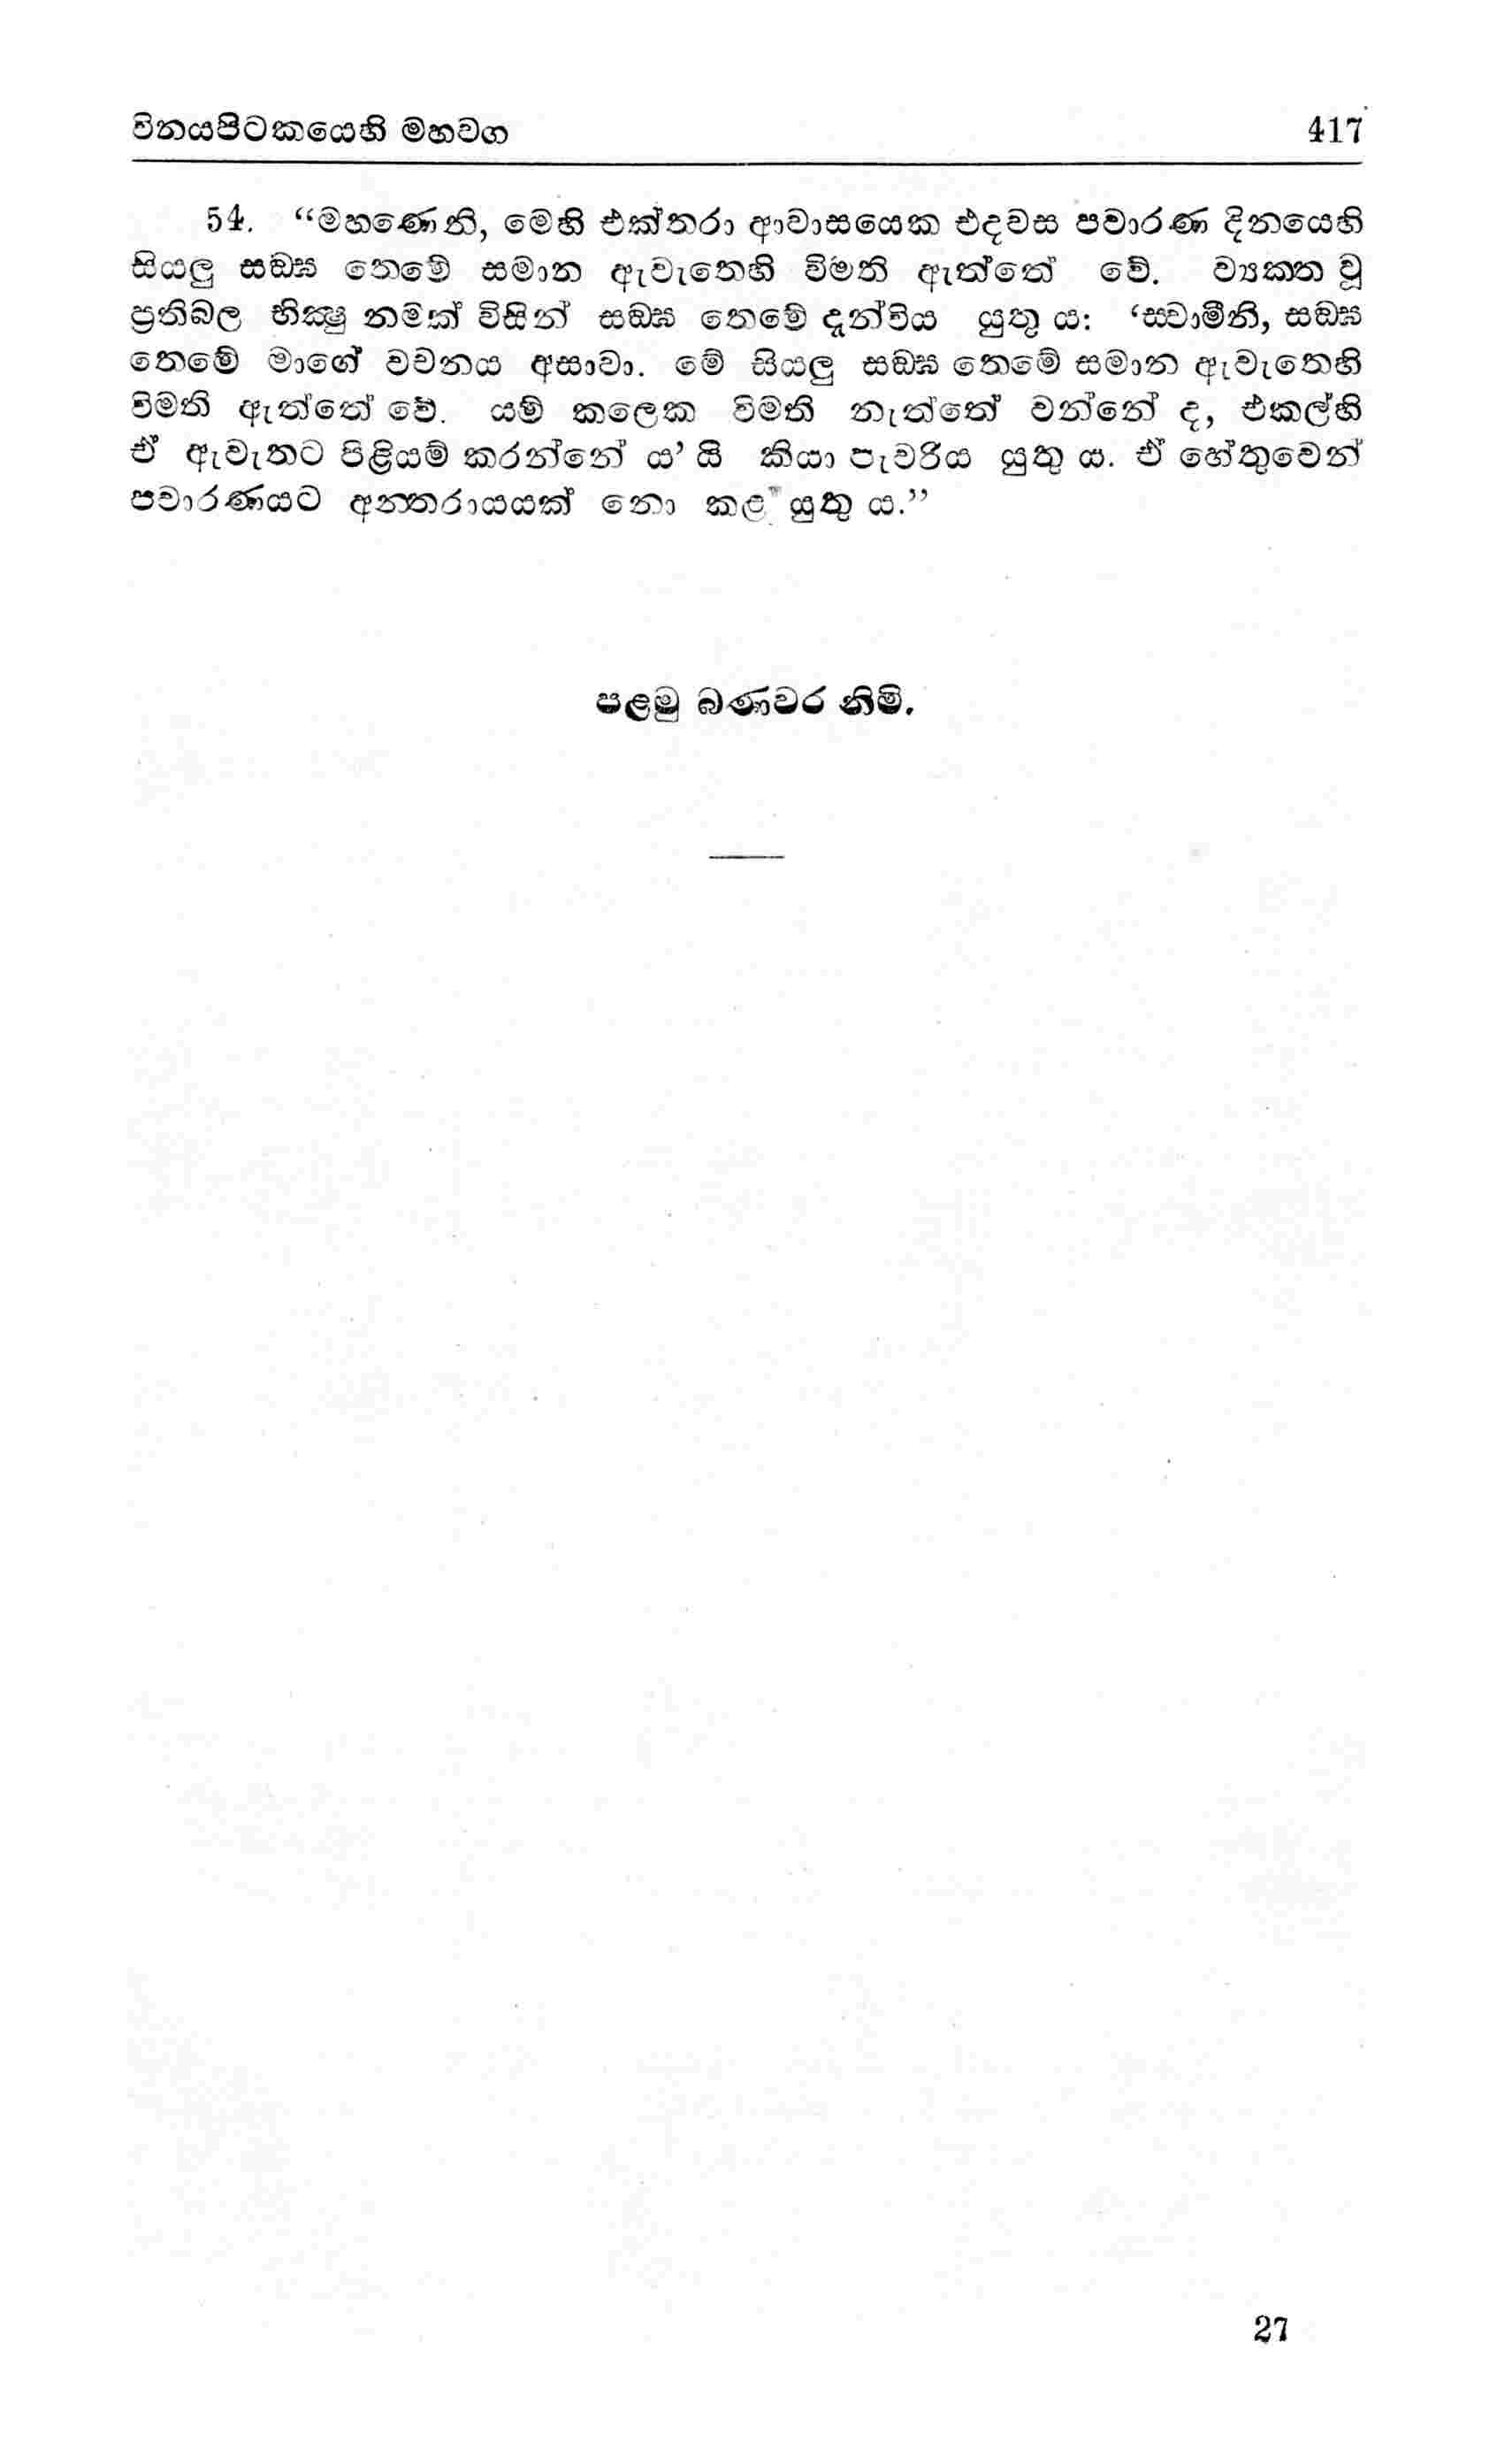 විනයපිටකයෙහි මහවග 417
54. “මහණෙනි, මෙහි එක්තරා ආවාසයෙක එදවස පවාරණ දිනයෙහි
සියලු සඞ්ඝ තෙමේ සමාන ඇවැතෙහි විමති ඇත්තේ වේ. ව්‍යක්ත වූ
ප්‍රතිබල භික්‍ෂු නමක් විසින් සඞ්ඝ තෙමේ දැන්විය යුතු ය: ‘ස්වාමීනි, සඞ්ඝ
තෙමේ මාගේ වචනය අසාවා. මේ සියලු සඞ්ඝ තෙමේ සමාන ඇවැතෙහි
විමති ඇත්තේ වේ. යම් කලෙක විමති නැත්තේ වන්නේ ද, එකල්හි
ඒ ඇවැතට පිළියම් කරන්නේ ය’ යි කියා පැවරිය යුතු ය. ඒ හේතුවෙන්
පවාරණයට අන්තරායයක් නො කළ යුතු ය.”
පළමු බණවර නිමි.
27